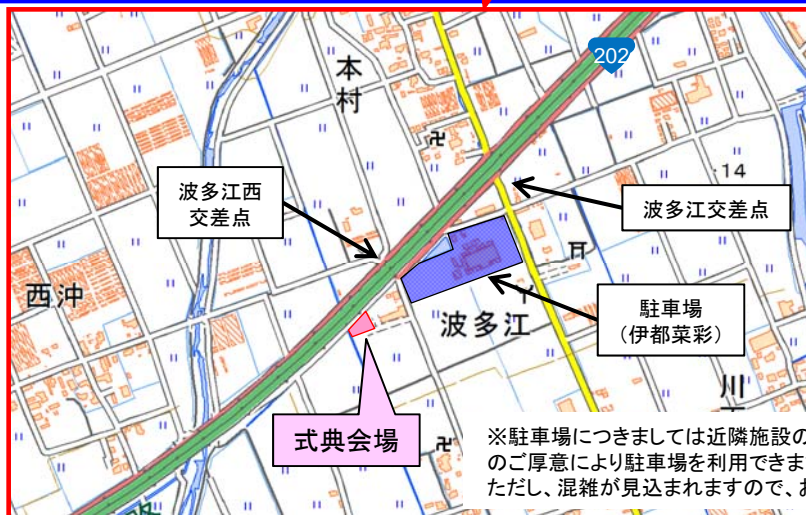 202
本村
波多江西
交差点
・14
波多江交差点
西沖
波多江
駐車場
（伊都菜彩）
式典会場
川
※駐車場につきましては近隣施設の
のご厚意により駐車場を利用できま
ただし、混雑が見込まれますので、お